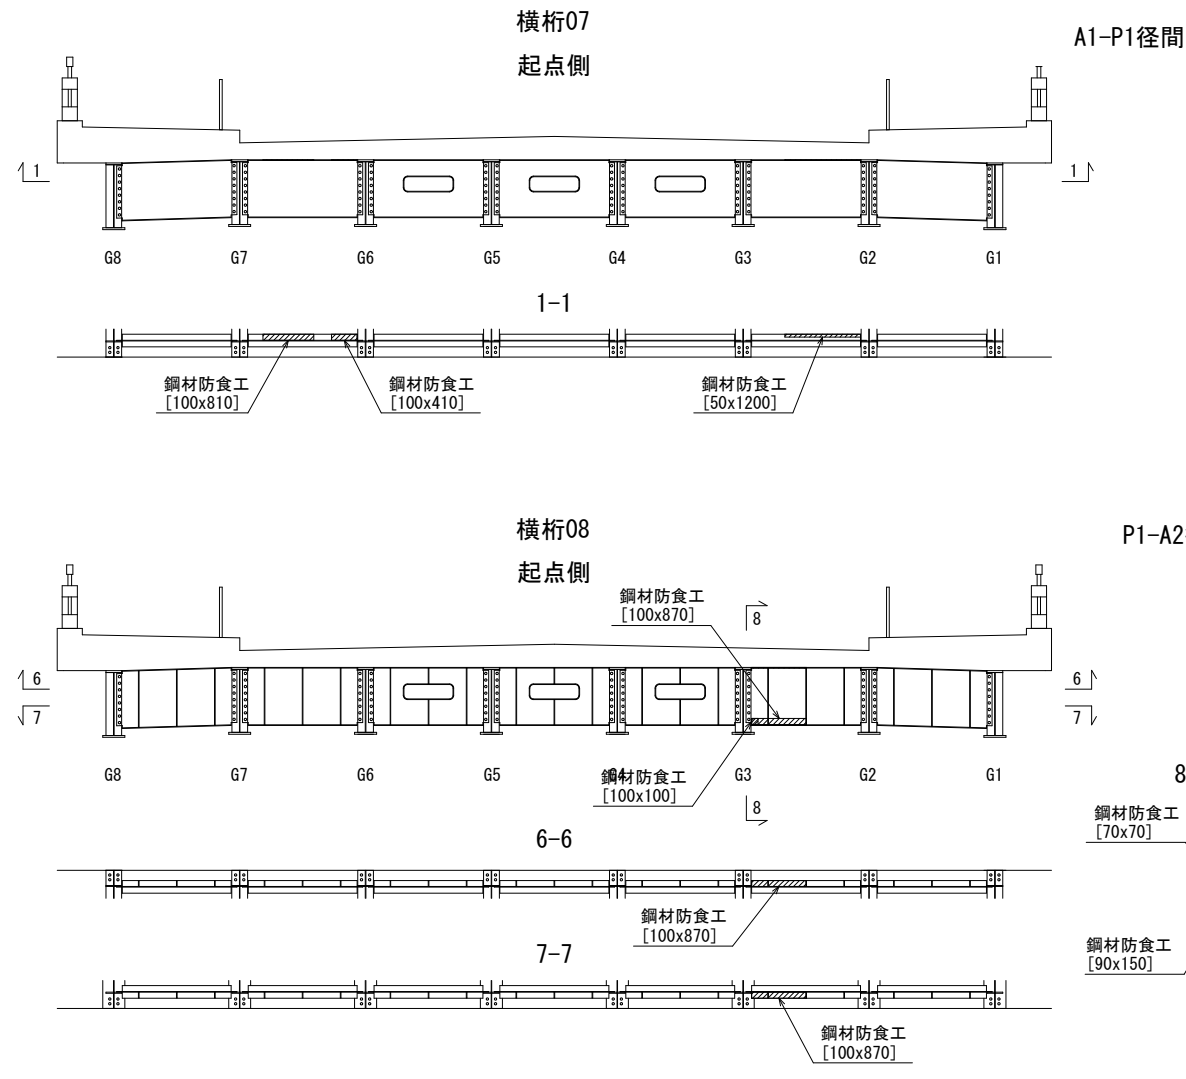 横桁07
A1-P1径間
起点側
1
1
G8
G7
G6
G5
G4
G3
G2
G1
1-1
鋼材防食工
[100x810]
鋼材防食工
[100x410]
鋼材防食工
[50x1200]
横桁08
P1-A2
起点側
鋼材防食工
[100x870]
8
6
7
6
7
G8
G7
G6
G5
G4
G3
G2
G1
鋼材防食工
[100x100]
8
8
鋼材防食工
[70x70]
6-6
鋼材防食工
[100x870]
鋼材防食工
[90x150]
7-7
鋼材防食工
[100x870]